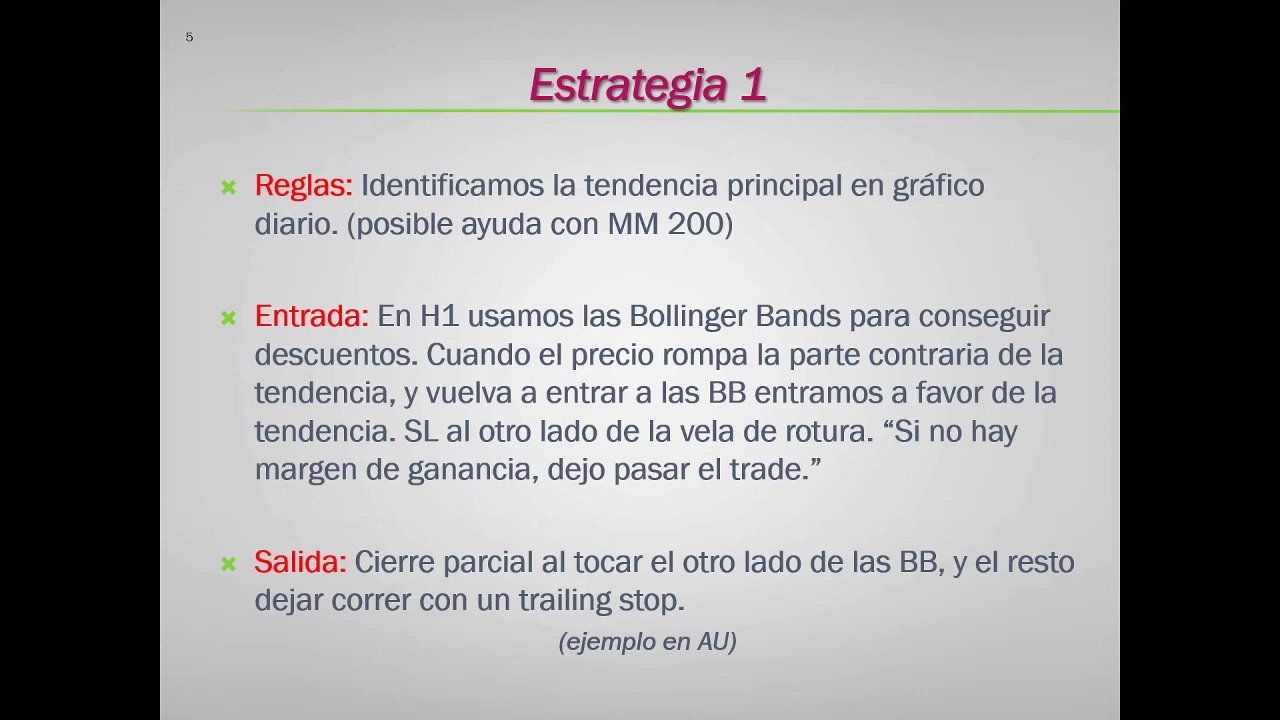 5
Estrategia 1
Reglas: Identificamos la tendencia principal en gráfico
diario. (posible ayuda con MM 200)
Entrada: En H1 usamos las Bollinger Bands para conseguir
descuentos. Cuando el precio rompa la parte contraria de la
tendencia, y vuelva a entrar a las BB entramos a favor de la
tendencia. SL al otro lado de la vela de rotura. “Si no hay
margen de ganancia, dejo pasar el trade.”
Salida: Cierre parcial al tocar el otro lado de las BB, y el resto
dejar correr con un trailing stop.
(ejemplo en AU)